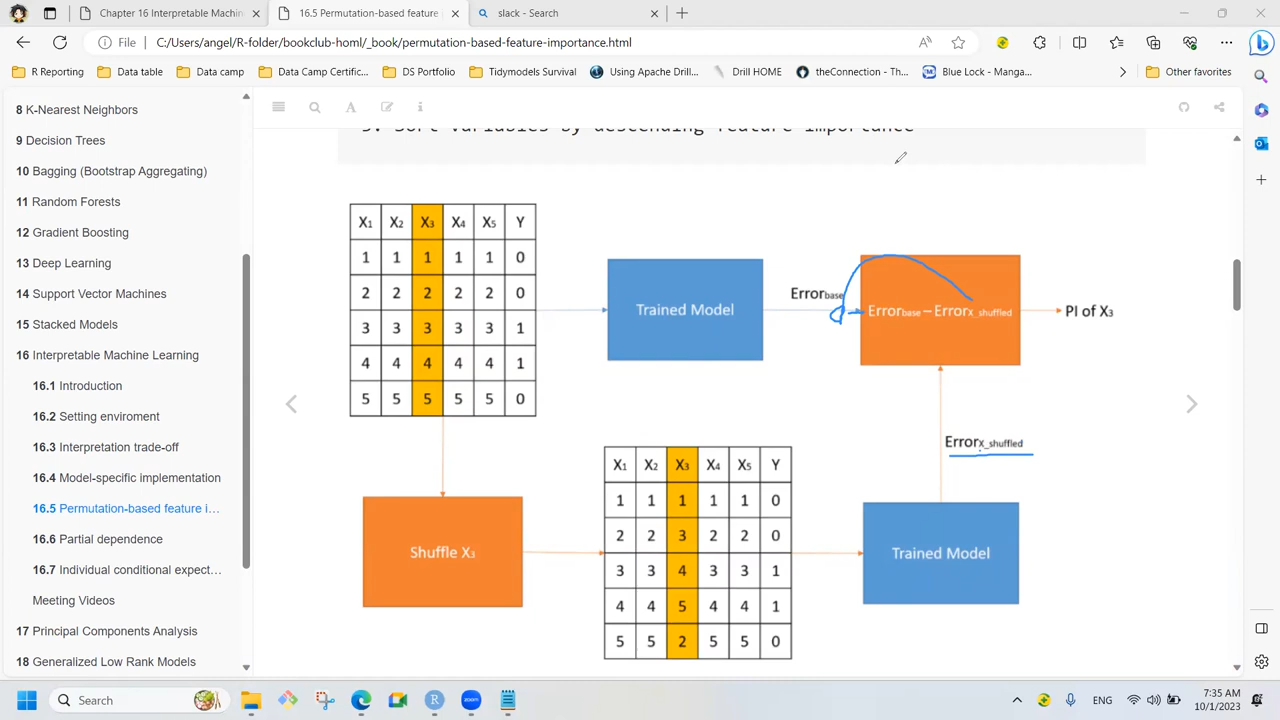 Chapter 16 Interpretable Machin
16.5 Permutation-based feature
slack - Search
File
C:/Users/angel/R-folder/bookclub-homl/_book/permutation-based-feature-importance.html
R Reporting
Data table
Data camp
Data Camp Certific...
DS Portfolio
Tidymodels Survival
Using Apache Drill...
Drill HOME
theConnection - Th...
Blue Lock - Manga...
Other favorites
8 K-Nearest Neighbors
9 Decision Trees
10 Bagging (Bootstrap Aggregating)
11 Random Forests
12 Gradient Boosting
13 Deep Learning
14 Support Vector Machines
15 Stacked Models
16 Interpretable Machine Learning
16.1 Introduction
16.2 Setting enviroment
16.3 Interpretation trade-off
16.4 Model-specific implementation
16.5 Permutation-based feature i...
16.6 Partial dependence
16.7 Individual conditional expect...
Meeting Videos
17 Principal Components Analysis
18 Generalized Low Rank Models
Sort variables by descending feature importance
X1 X2 X3 X4 X5 Y
1 1 1 1 1 0
2 2 2 2 2 0
3 3 3 3 3 1
4 4 4 4 4 1
5 5 5 5 5 0
Trained Model
Errorbase
Errorbase – ErrorX_shuffled
PI of X3
ErrorX_shuffled
Shuffle X3
X1 X2 X3 X4 X5 Y
1 1 1 1 1 0
2 2 3 2 2 0
3 3 4 3 3 1
4 4 5 4 4 1
5 5 2 5 5 0
Trained Model
Search
zoom
ENG
7:35 AM
10/1/2023